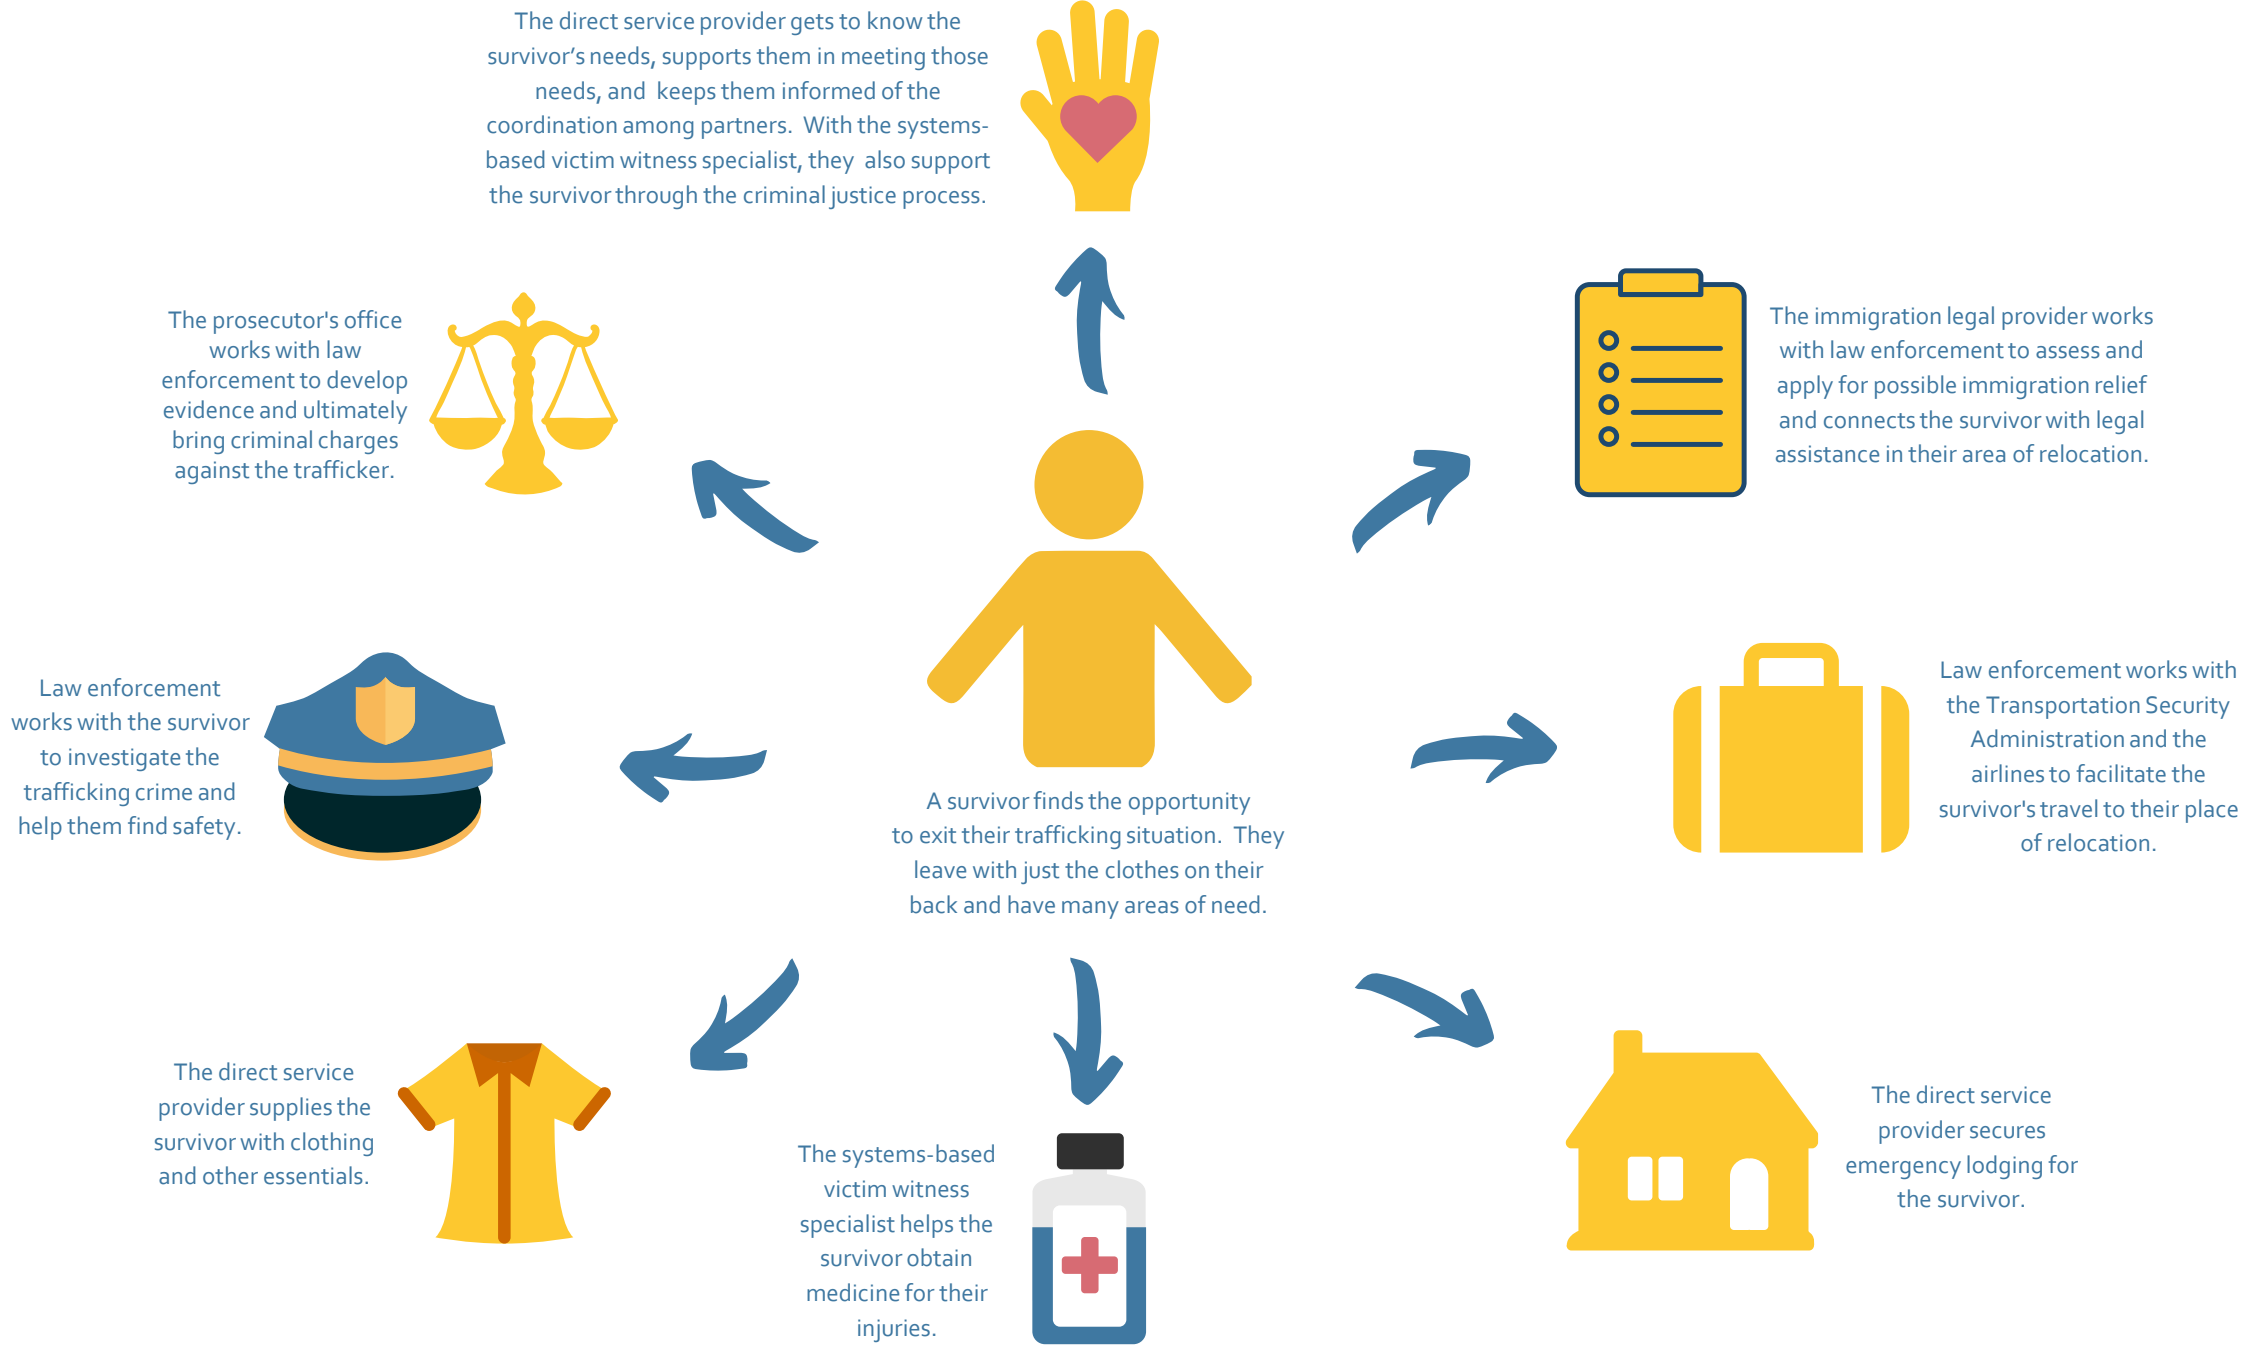 The direct service provider gets to know the
survivor's needs, supports them in meeting those
needs, and keeps them informed of the
coordination among partners. With the systems-
based victim witness specialist, they also support
the survivor through the criminal justice process.
The prosecutor's office
works with law
enforcement to develop
evidence and ultimately
bring criminal charges
against the trafficker.
The immigration legal provider works
with law enforcement to assess and
apply for possible immigration relief
and connects the survivor with legal
assistance in their area of relocation.
Law enforcement
works with the survivor
to investigate the
trafficking crime and
help them find safety.
A survivor finds the opportunity
to exit their trafficking situation. They
leave with just the clothes on their
back and have many areas of need.
Law enforcement works with
the Transportation Security
Administration and the
airlines to facilitate the
survivor's travel to their place
of relocation.
The direct service
provider supplies the
survivor with clothing
and other essentials.
The systems-based
victim witness
specialist helps the
survivor obtain
medicine for their
injuries.
The direct service
provider secures
emergency lodging for
the survivor.